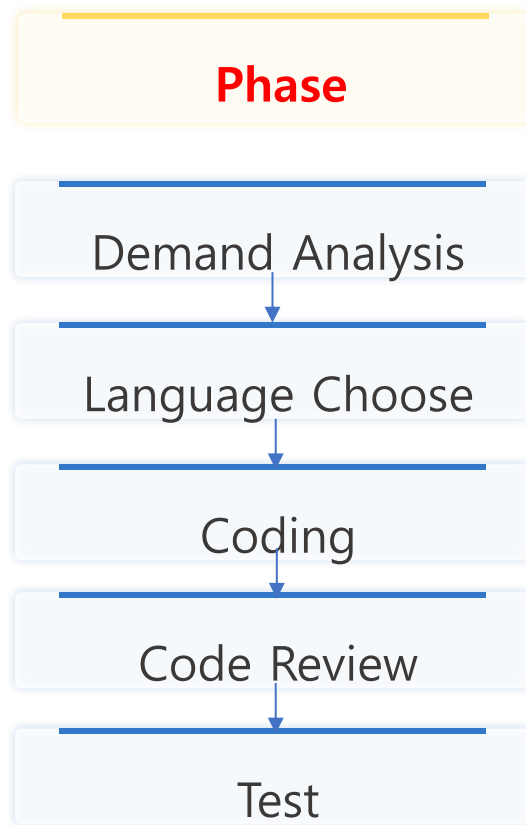 Phase
Demand Analysis
Language Choose
Coding
Code Review
Test